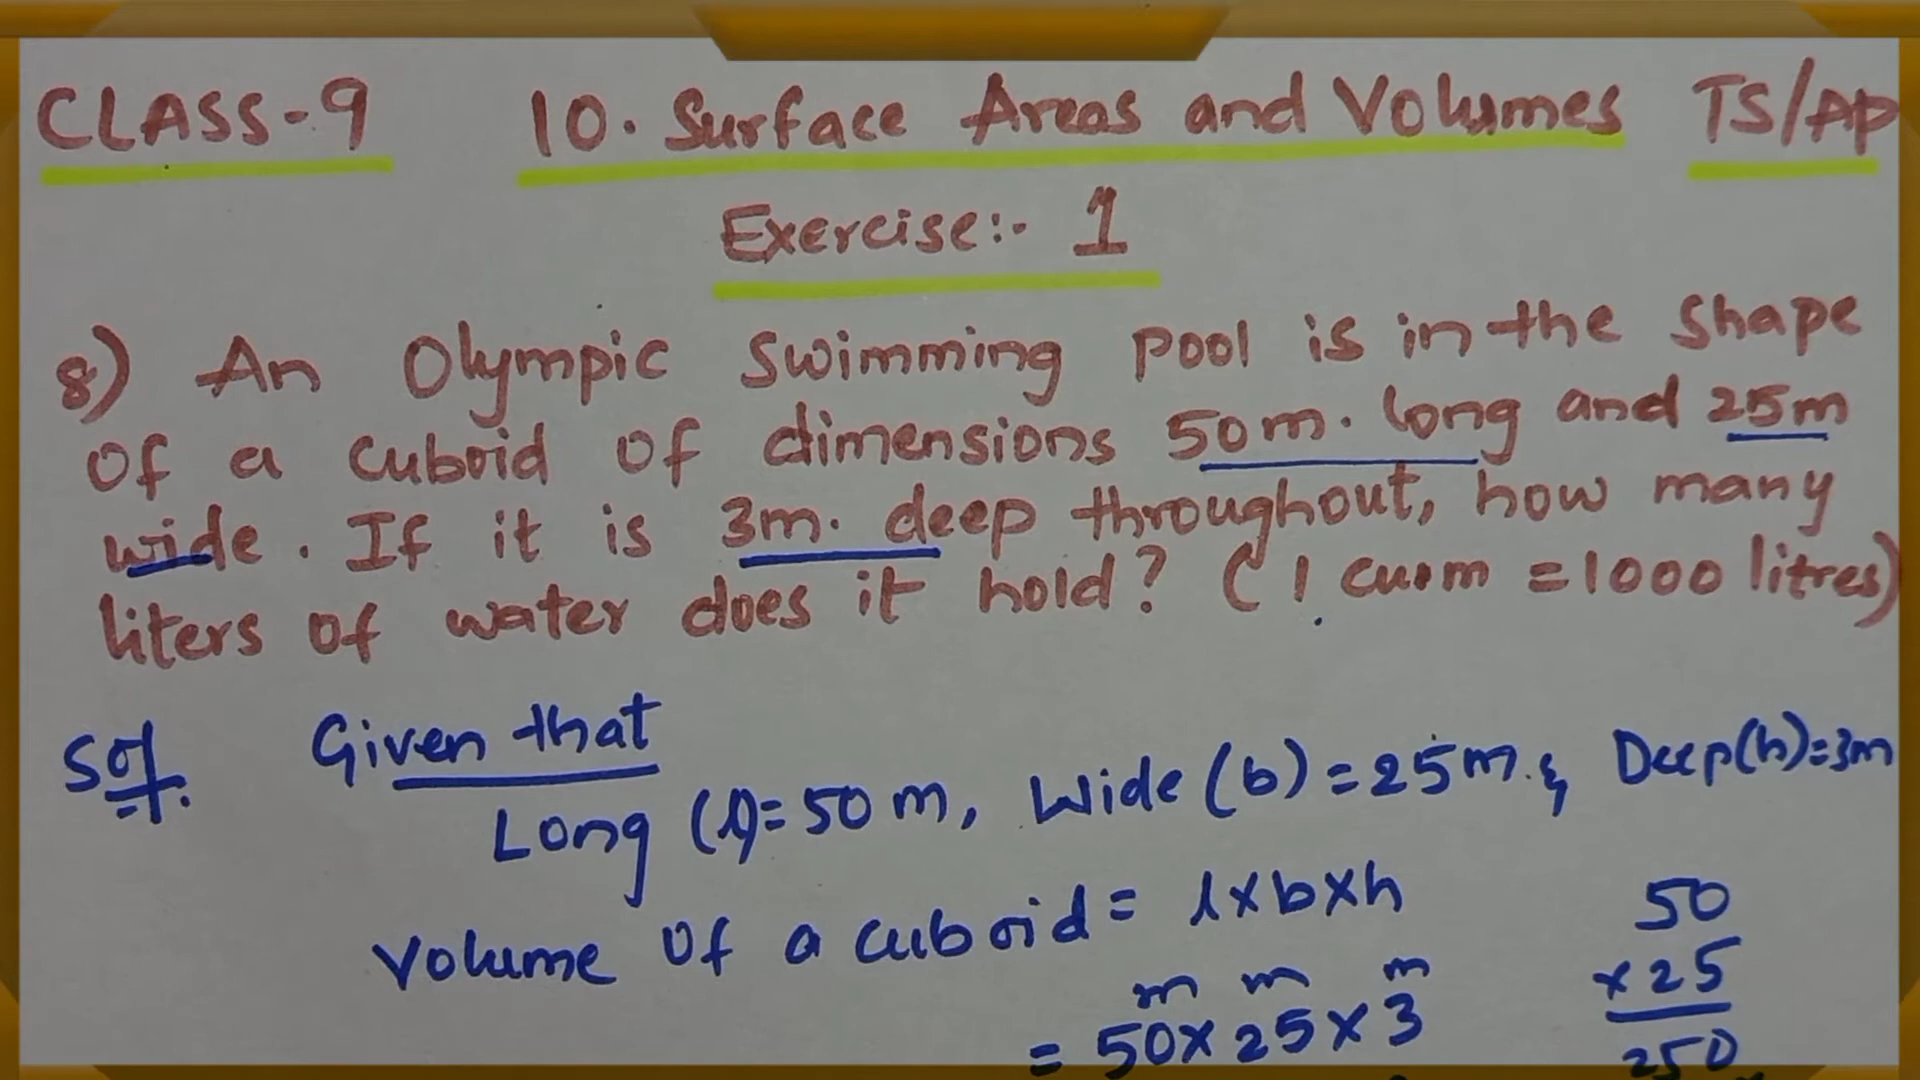 CLASS-9 10. Surface Areas and Volumes TS/AP
Exercise:- 1
8) An Olympic swimming pool is in the shape
of a cuboid of dimensions 50m. long and 25m
wide. If it is 3m. deep throughout, how many
liters of water does it hold? (1 cu.m = 1000 litres)
Sol. Given that
Long (l)=50m, Wide (b)=25m. & Deep(h)=3m
Volume of a cuboid = l×b×h
m m m
= 50×25×3
50
×25
250